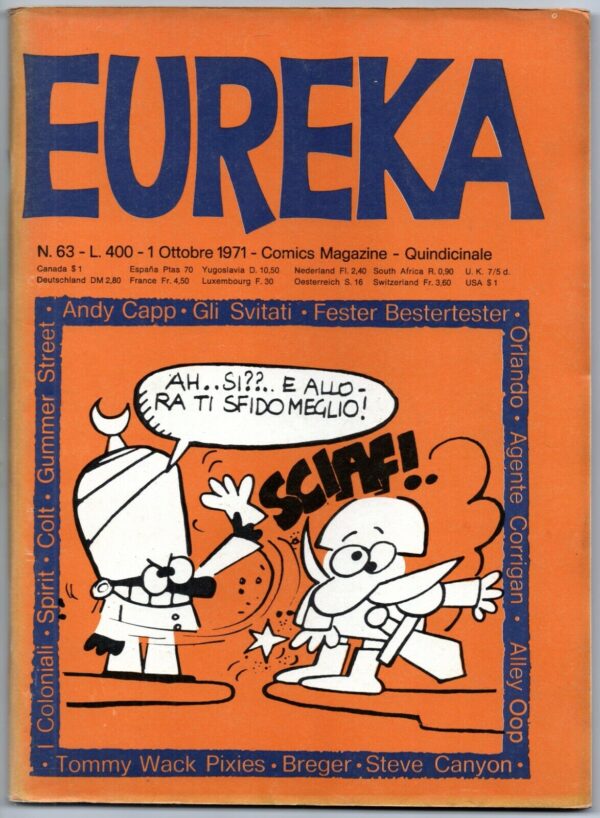 EUREKA
N. 63 - L. 400 - 1 Ottobre 1971 - Comics Magazine - Quindicinale
Canada $ 1 España Ptas 70 Yugoslavia D. 10,50 Nederland Fl. 2,40 South Africa R. 0,90 U. K. 7/5 d.
Deutschland DM 2,80 France Fr. 4,50 Luxembourg F. 30 Oesterreich S. 16 Switzerland Fr. 3,60 USA $ 1
· Andy Capp · Gli Svitati · Fester Bestertester ·
Orlando · Agente Corrigan · Alley Oop
· I Coloniali · Spirit · Colt · Gummer Street
· Tommy Wack Pixies · Breger · Steve Canyon ·
AH..SI??.. E ALLO-
RA TI SFIDO MEGLIO!
SCIAF!..